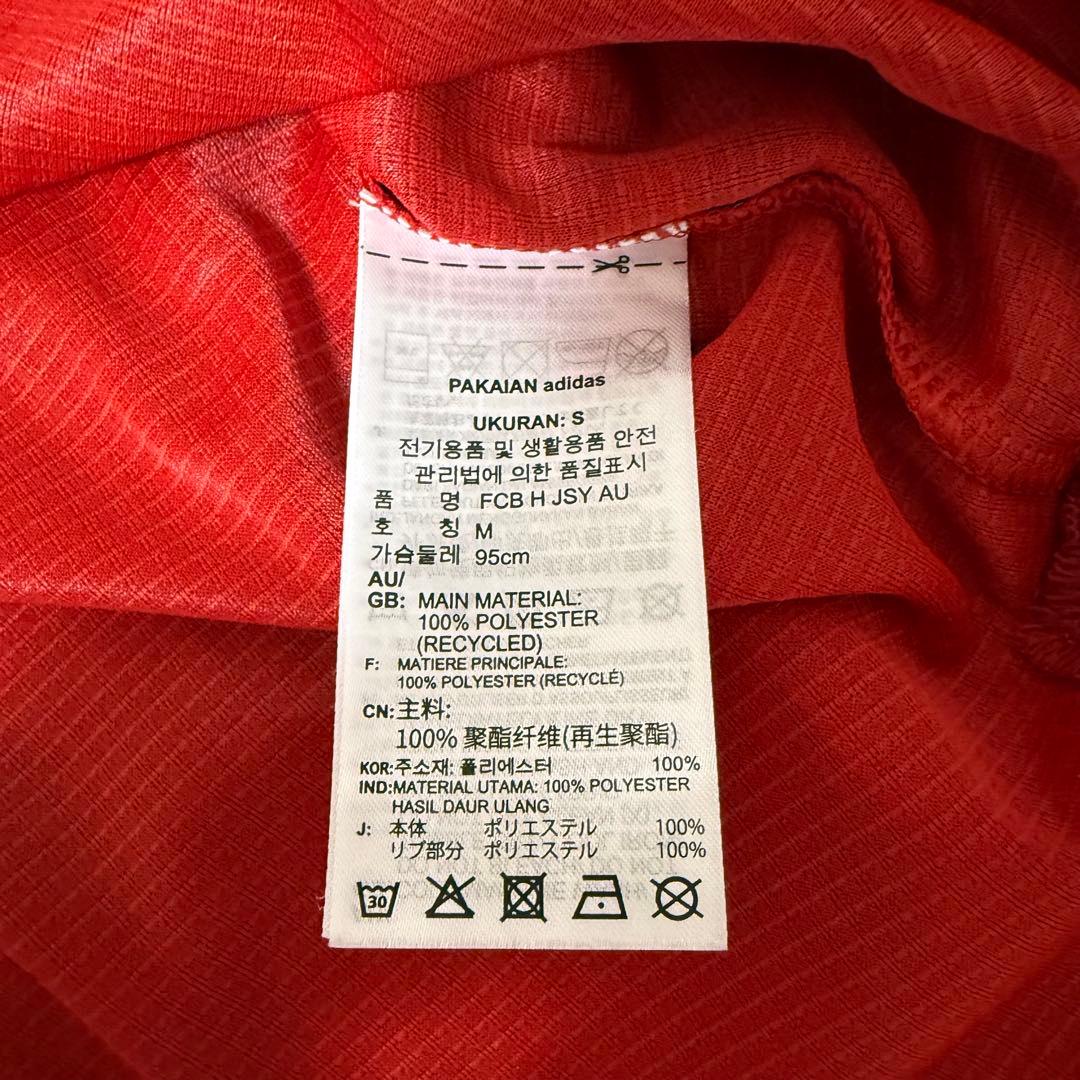 PAKAIAN adidas
UKURAN: S
전기용품 및 생활용품 안전
관리법에 의한 품질표시
품 명 FCB H JSY AU
호 칭 M
가슴둘레 95cm
AU/
GB: MAIN MATERIAL:
100% POLYESTER
(RECYCLED)
F: MATIERE PRINCIPALE:
100% POLYESTER (RECYCLÉ)
CN:主料:
100% 聚酯纤维(再生聚酯)
KOR:주소재: 폴리에스터 100%
IND:MATERIAL UTAMA: 100% POLYESTER
HASIL DAUR ULANG
J: 本体 ポリエステル 100%
リブ部分 ポリエステル 100%
30